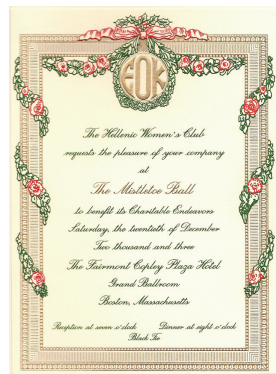 EOK
The Hellenic Women's Club
requests the pleasure of your company
at
The Mistletoe Ball
to benefit its Charitable Endeavors
Saturday, the twentieth of December
Two thousand and three
The Fairmont Copley Plaza Hotel
Grand Ballroom
Boston, Massachusetts
Reception at seven o'clock Dinner at eight o'clock
Black Tie